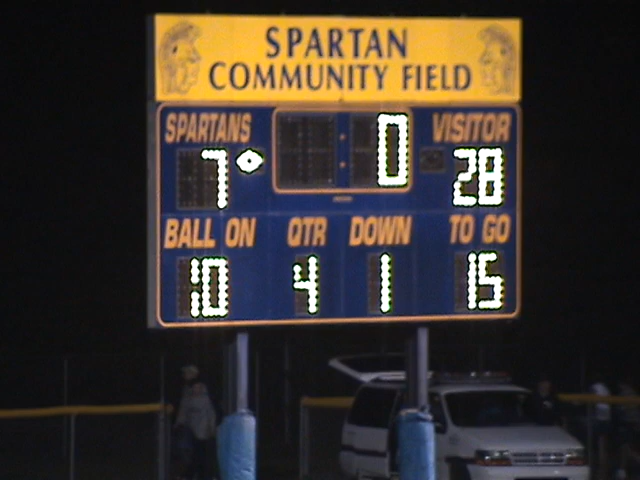 SPARTAN
COMMUNITY FIELD
SPARTANS : 0 VISITOR
7 28
BALL ON QTR DOWN TO GO
10 4 1 15